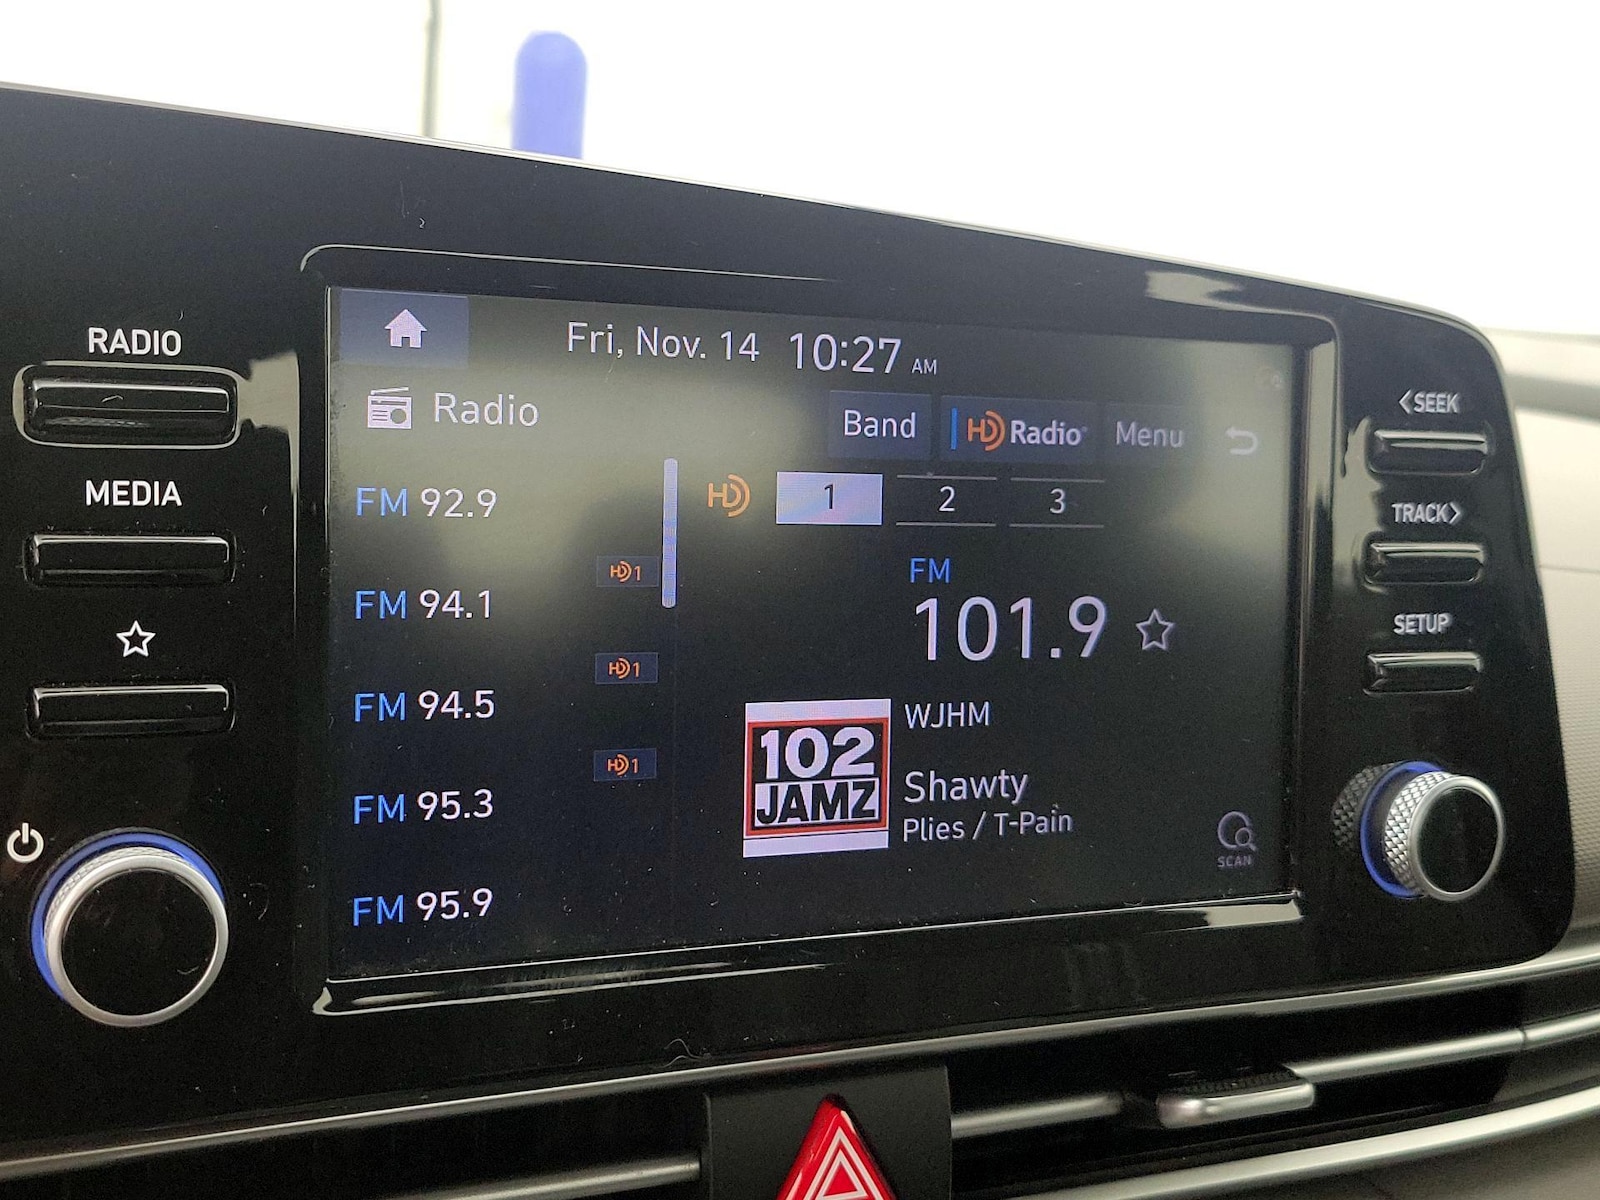 RADIO
MEDIA
Fri, Nov. 14 10:27 AM
Radio
Band HD Radio Menu
FM 92.9
HD1
FM 94.1
HD1
FM 94.5
HD1
FM 95.3
FM 95.9
HD 1 2 3
FM
101.9
WJHM
102
JAMZ
Shawty
Plies / T-Pain
SCAN
<SEEK
TRACK>
SETUP